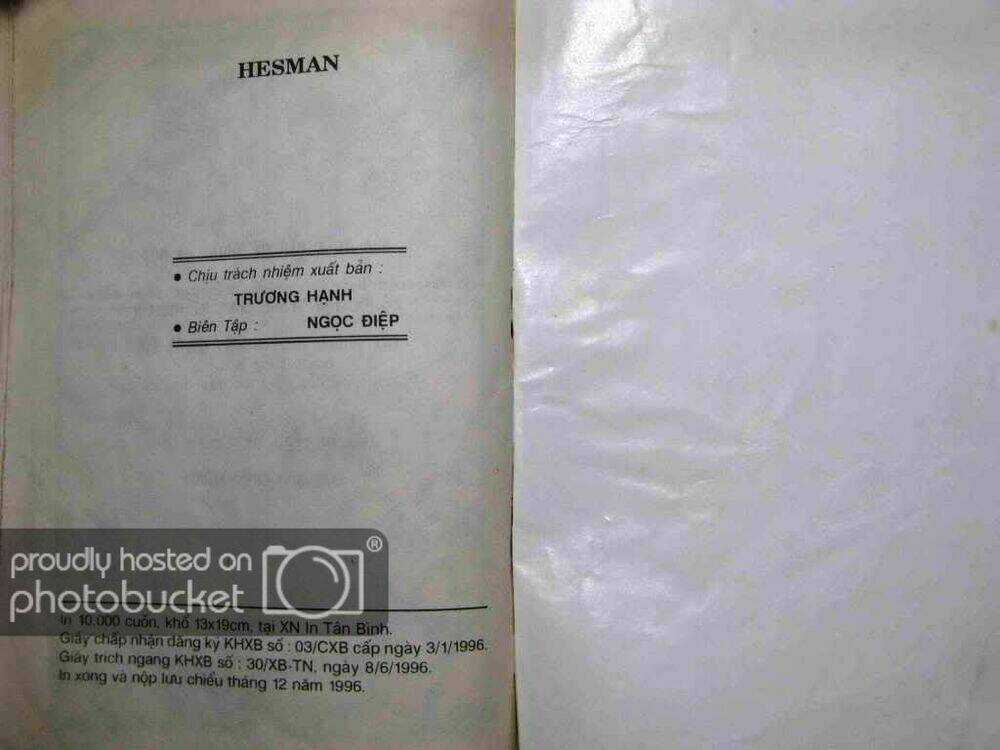 HESMAN
• Chịu trách nhiệm xuất bản :
TRƯƠNG HẠNH
• Biên Tập : NGỌC ĐIỆP
proudly hosted on
photobucket ®
In 10.000 cuốn, khổ 13x19cm, tại XN In Tân Bình.
Giấy chấp nhận đăng ký KHXB số : 03/CXB cấp ngày 3/1/1996.
Giấy trích ngang KHXB số : 30/XB-TN, ngày 8/6/1996.
In xong và nộp lưu chiểu tháng 12 năm 1996.